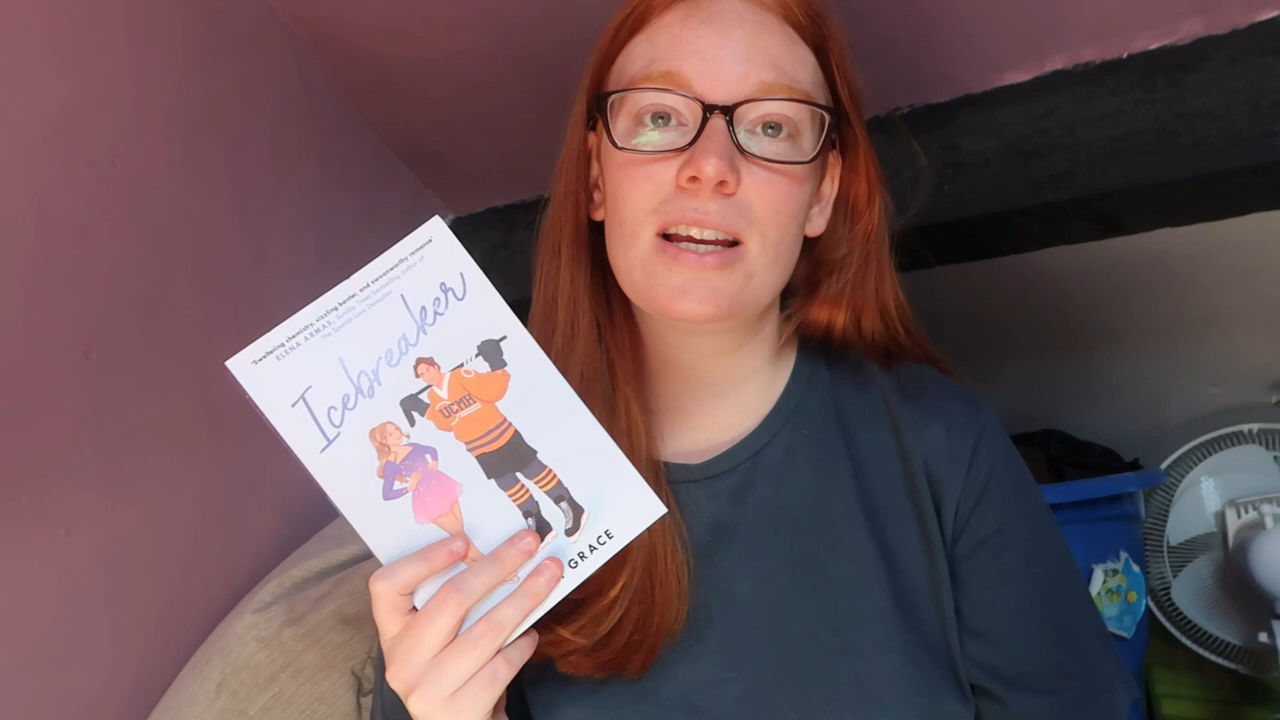 'Sweltering chemistry, sizzling banter, and swoonworthy romance'
ELENA ARMAS, Sunday Times bestselling author of
The Spanish Love Deception
Icebreaker
UCMH
GRACE